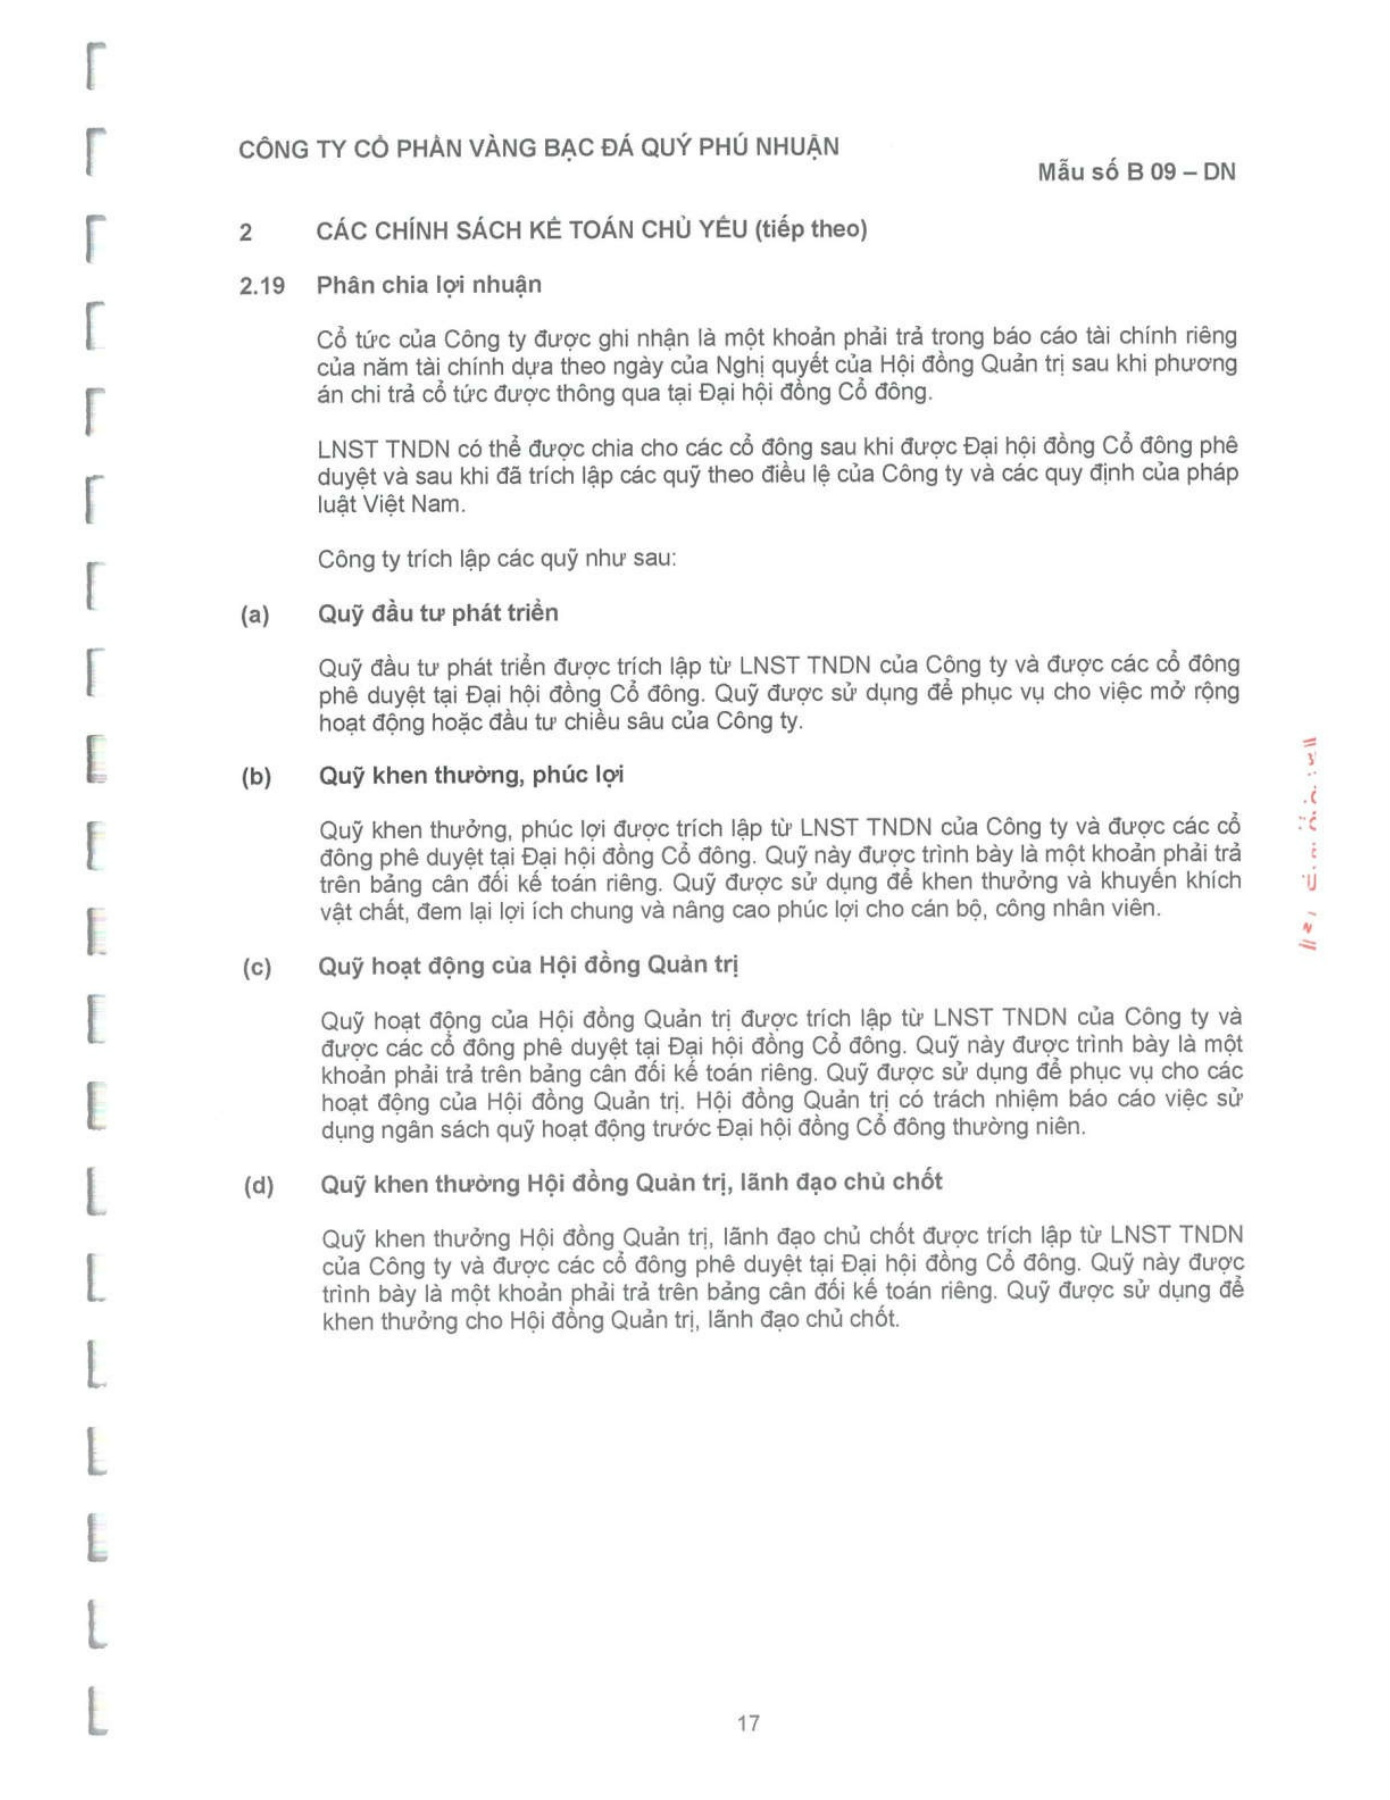 CÔNG TY CỔ PHẦN VÀNG BẠC ĐÁ QUÝ PHÚ NHUẬN
Mẫu số B 09 – DN
2 CÁC CHÍNH SÁCH KẾ TOÁN CHỦ YẾU (tiếp theo)
2.19 Phân chia lợi nhuận
Cổ tức của Công ty được ghi nhận là một khoản phải trả trong báo cáo tài chính riêng
của năm tài chính dựa theo ngày của Nghị quyết của Hội đồng Quản trị sau khi phương
án chi trả cổ tức được thông qua tại Đại hội đồng Cổ đông.
LNST TNDN có thể được chia cho các cổ đông sau khi được Đại hội đồng Cổ đông phê
duyệt và sau khi đã trích lập các quỹ theo điều lệ của Công ty và các quy định của pháp
luật Việt Nam.
Công ty trích lập các quỹ như sau:
(a) Quỹ đầu tư phát triển
Quỹ đầu tư phát triển được trích lập từ LNST TNDN của Công ty và được các cổ đông
phê duyệt tại Đại hội đồng Cổ đông. Quỹ được sử dụng để phục vụ cho việc mở rộng
hoạt động hoặc đầu tư chiều sâu của Công ty.
(b) Quỹ khen thưởng, phúc lợi
Quỹ khen thưởng, phúc lợi được trích lập từ LNST TNDN của Công ty và được các cổ
đông phê duyệt tại Đại hội đồng Cổ đông. Quỹ này được trình bày là một khoản phải trả
trên bảng cân đối kế toán riêng. Quỹ được sử dụng để khen thưởng và khuyến khích
vật chất, đem lại lợi ích chung và nâng cao phúc lợi cho cán bộ, công nhân viên.
(c) Quỹ hoạt động của Hội đồng Quản trị
Quỹ hoạt động của Hội đồng Quản trị được trích lập từ LNST TNDN của Công ty và
được các cổ đông phê duyệt tại Đại hội đồng Cổ đông. Quỹ này được trình bày là một
khoản phải trả trên bảng cân đối kế toán riêng. Quỹ được sử dụng để phục vụ cho các
hoạt động của Hội đồng Quản trị. Hội đồng Quản trị có trách nhiệm báo cáo việc sử
dụng ngân sách quỹ hoạt động trước Đại hội đồng Cổ đông thường niên.
(d) Quỹ khen thưởng Hội đồng Quản trị, lãnh đạo chủ chốt
Quỹ khen thưởng Hội đồng Quản trị, lãnh đạo chủ chốt được trích lập từ LNST TNDN
của Công ty và được các cổ đông phê duyệt tại Đại hội đồng Cổ đông. Quỹ này được
trình bày là một khoản phải trả trên bảng cân đối kế toán riêng. Quỹ được sử dụng để
khen thưởng cho Hội đồng Quản trị, lãnh đạo chủ chốt.
17